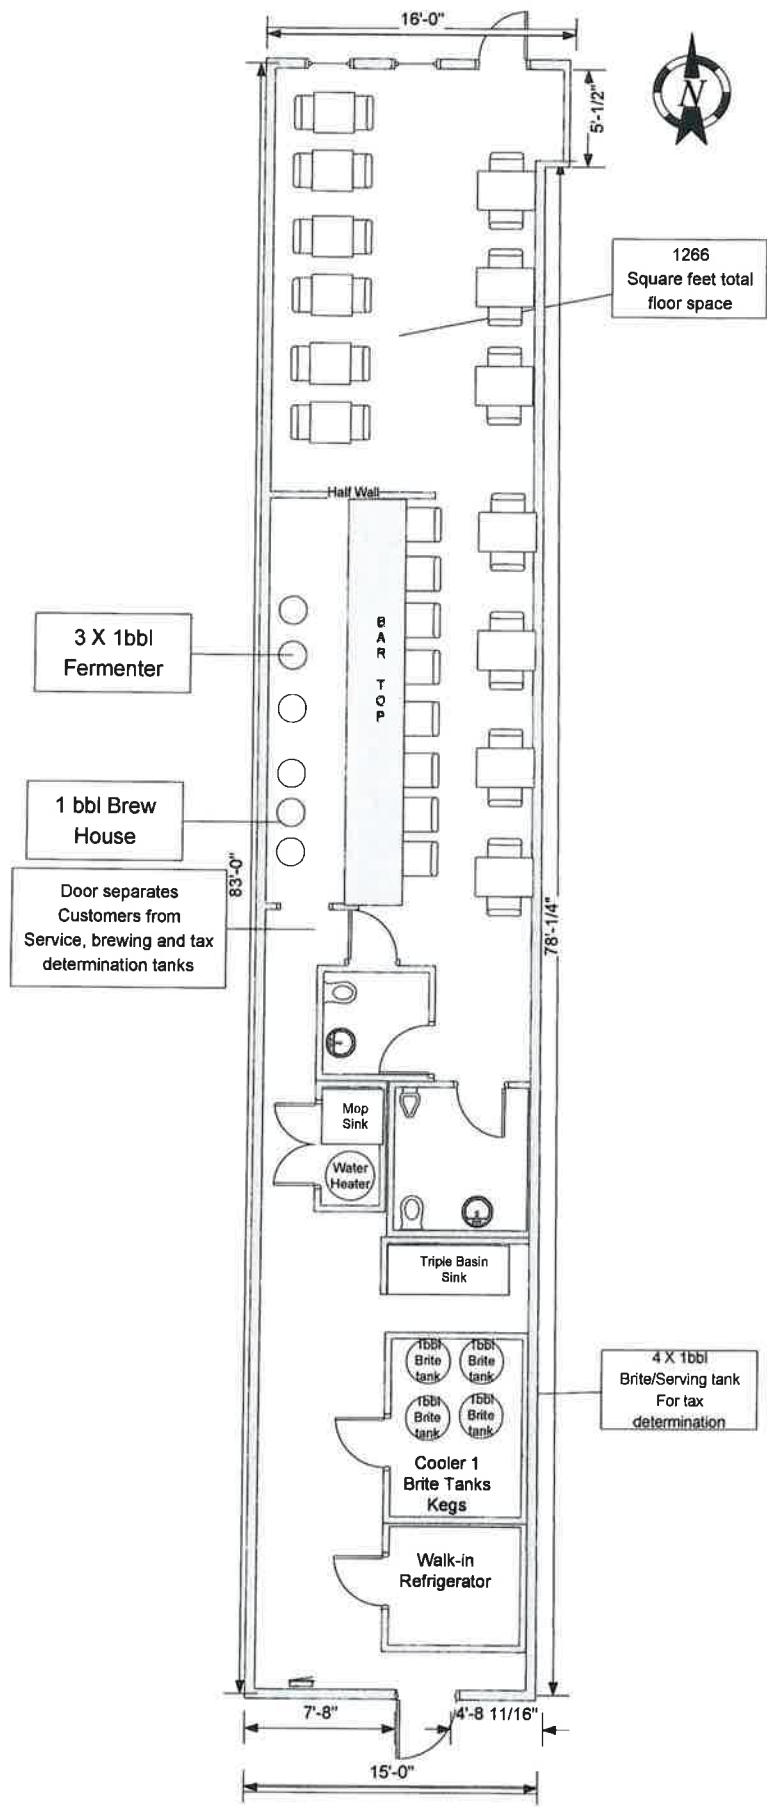 16'-0"
N
5'-1/2"
1266
Square feet total
floor space
Half Wall
BAR TOP
3 X 1bbl
Fermenter
1 bbl Brew
House
83'-0"
Door separates
Customers from
Service, brewing and tax
determination tanks
78'-1/4"
Mop
Sink
Water
Heater
Triple Basin
Sink
1bbl
Brite
tank
1bbl
Brite
tank
1bbl
Brite
tank
1bbl
Brite
tank
4 X 1bbl
Brite/Serving tank
For tax
determination
Cooler 1
Brite Tanks
Kegs
Walk-in
Refrigerator
7'-8"
4'-8 11/16"
15'-0"